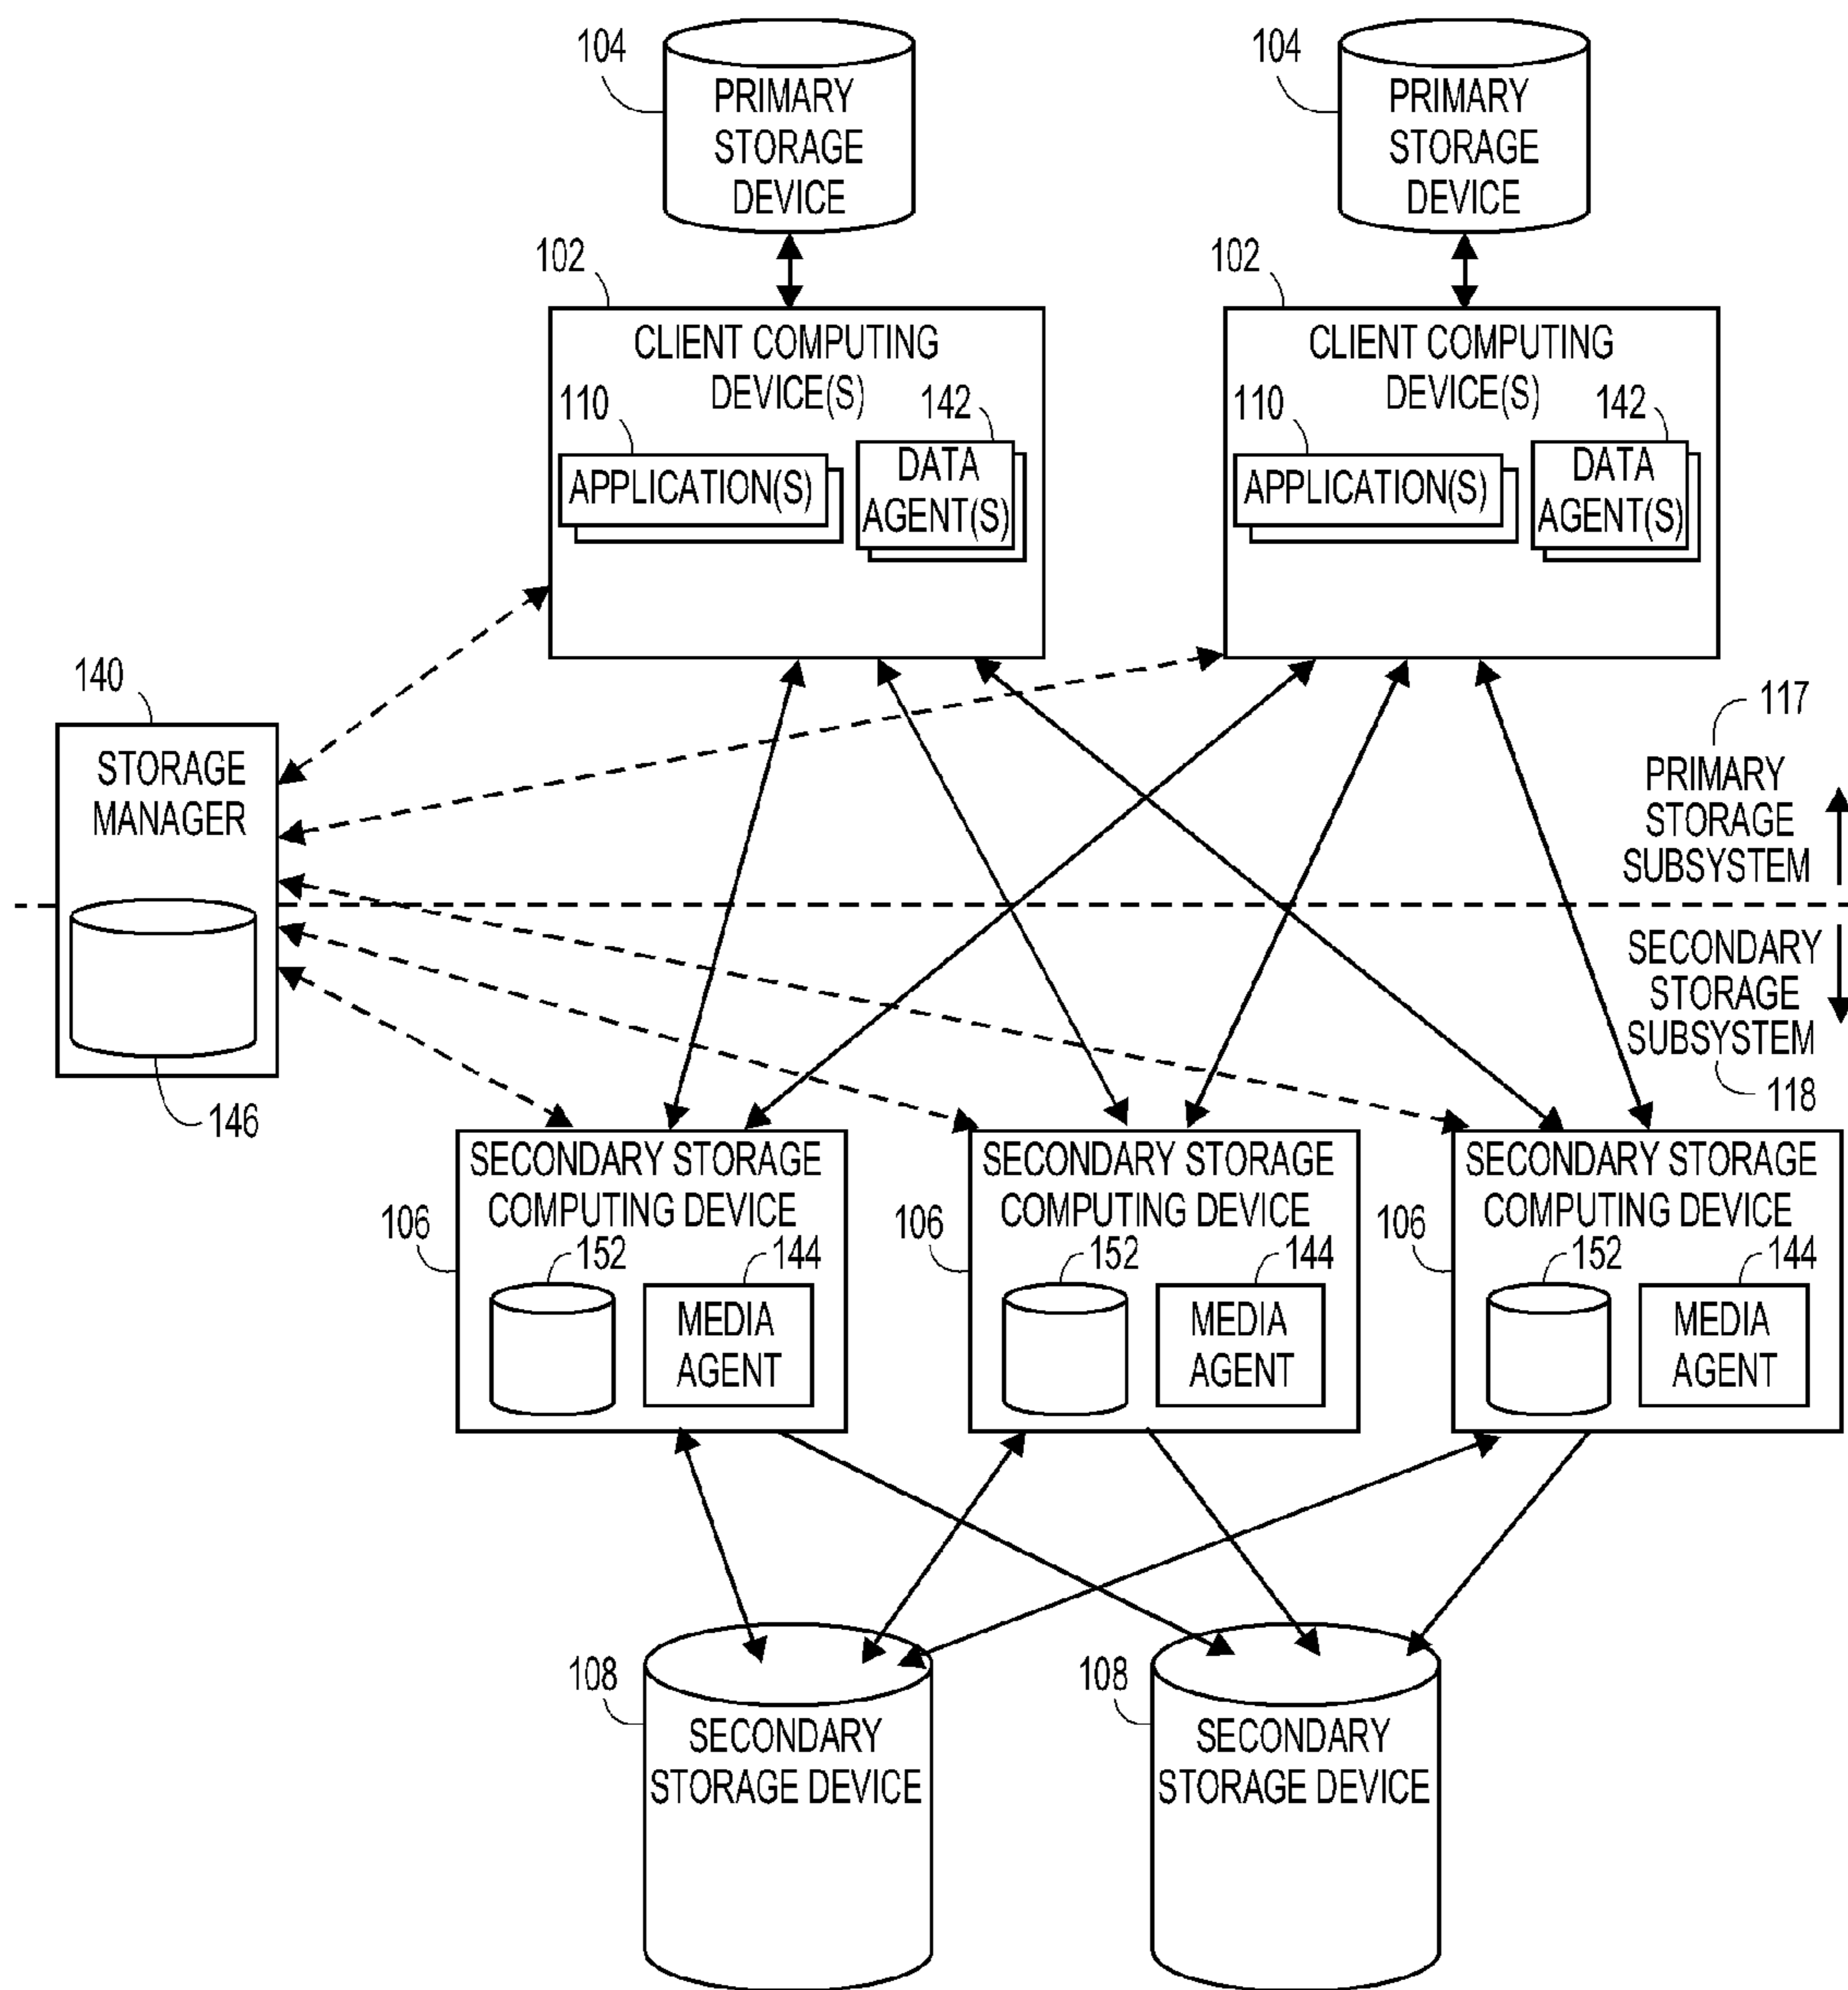 104
PRIMARY
STORAGE
DEVICE
104
PRIMARY
STORAGE
DEVICE
102
CLIENT COMPUTING
DEVICE(S)
110
142
APPLICATION(S)
DATA
AGENT(S)
102
CLIENT COMPUTING
DEVICE(S)
110
142
APPLICATION(S)
DATA
AGENT(S)
140
STORAGE
MANAGER
146
117
PRIMARY
STORAGE
SUBSYSTEM
SECONDARY
STORAGE
SUBSYSTEM
118
SECONDARY STORAGE
COMPUTING DEVICE
106
152
144
MEDIA
AGENT
SECONDARY STORAGE
COMPUTING DEVICE
106
152
144
MEDIA
AGENT
SECONDARY STORAGE
COMPUTING DEVICE
106
152
144
MEDIA
AGENT
108
SECONDARY
STORAGE DEVICE
108
SECONDARY
STORAGE DEVICE